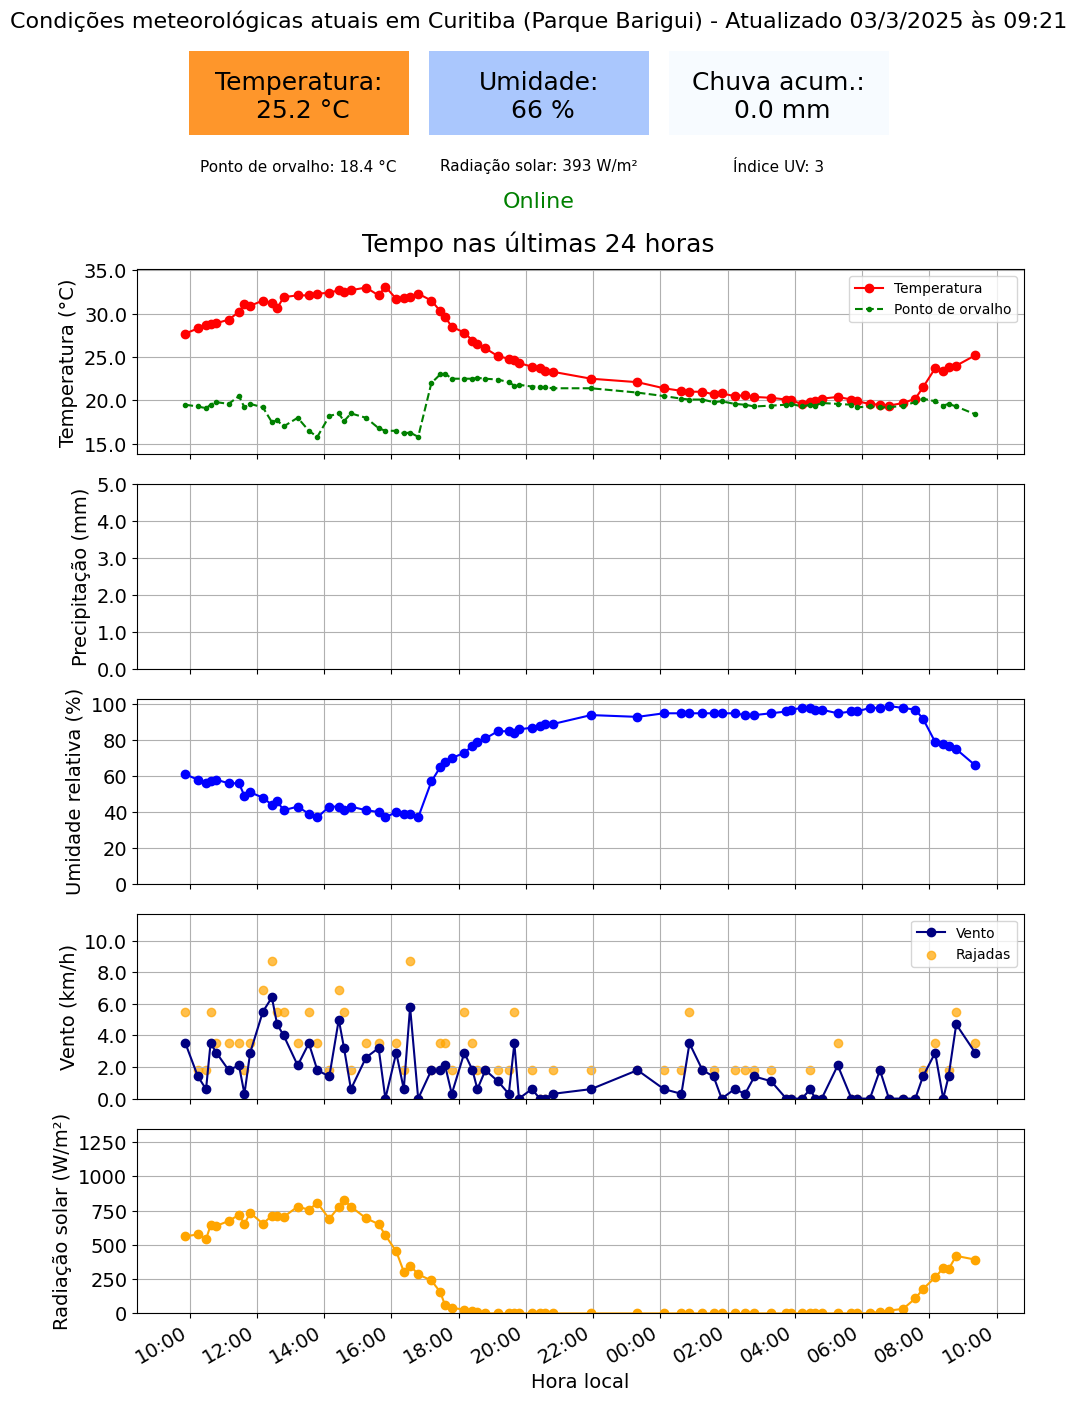 Condições meteorológicas atuais em Curitiba (Parque Barigui) - Atualizado 03/3/2025 às 09:21
Temperatura:
25.2 °C
Umidade:
66 %
Chuva acum.:
0.0 mm
Ponto de orvalho: 18.4 °C
Radiação solar: 393 W/m²
Índice UV: 3
Online
Tempo nas últimas 24 horas
Temperatura (°C)
35.0
30.0
25.0
20.0
15.0
Temperatura
Ponto de orvalho
Precipitação (mm)
5.0
4.0
3.0
2.0
1.0
0.0
Umidade relativa (%)
100
80
60
40
20
0
Vento (km/h)
10.0
8.0
6.0
4.0
2.0
0.0
Vento
Rajadas
Radiação solar (W/m²)
1250
1000
750
500
250
0
10:00
12:00
14:00
16:00
18:00
20:00
22:00
00:00
02:00
04:00
06:00
08:00
10:00
Hora local